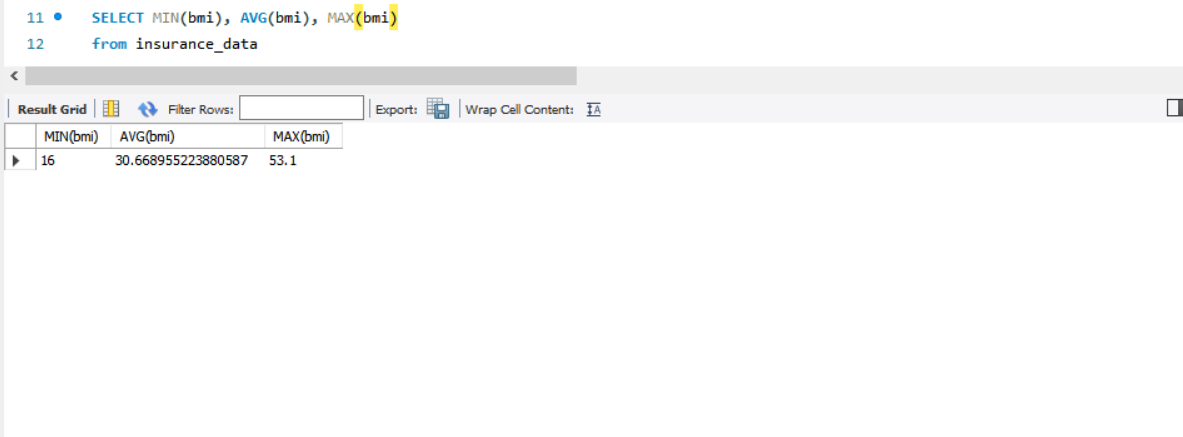 11 SELECT MIN(bmi), AVG(bmi), MAX(bmi)
12 from insurance_data
Result Grid Filter Rows: Export: Wrap Cell Content:
MIN(bmi) AVG(bmi) MAX(bmi)
16 30.668955223880587 53.1